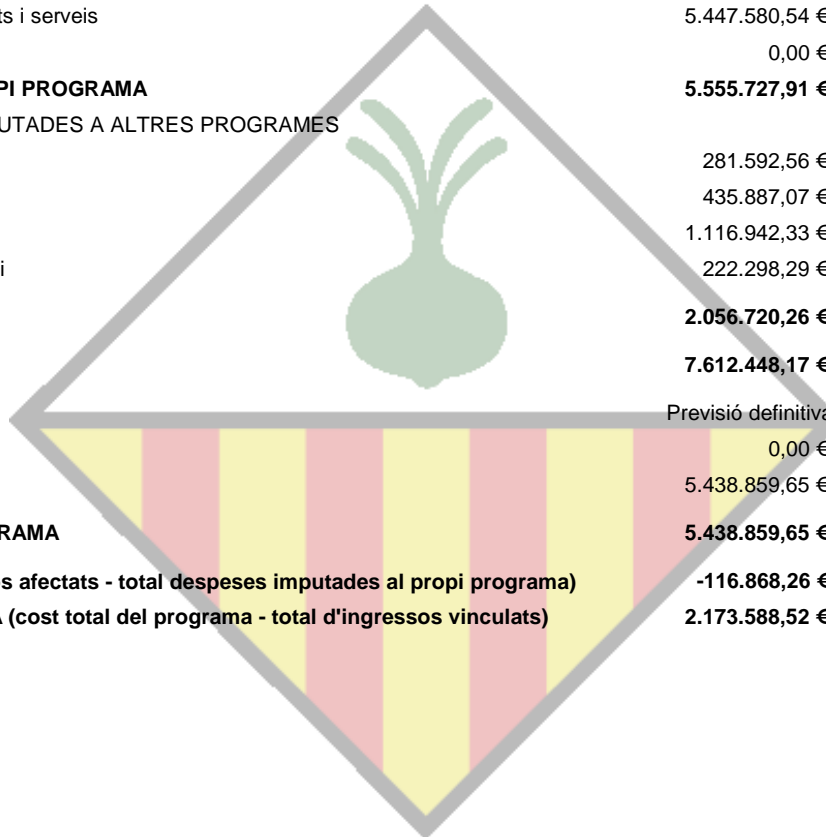 ts i serveis 5.447.580,54 €
0,00 €
PI PROGRAMA 5.555.727,91 €
UTADES A ALTRES PROGRAMES
281.592,56 €
435.887,07 €
1.116.942,33 €
i 222.298,29 €
2.056.720,26 €
7.612.448,17 €
Previsió definitiva
0,00 €
5.438.859,65 €
GRAMA 5.438.859,65 €
s afectats - total despeses imputades al propi programa) -116.868,26 €
A (cost total del programa - total d'ingressos vinculats) 2.173.588,52 €